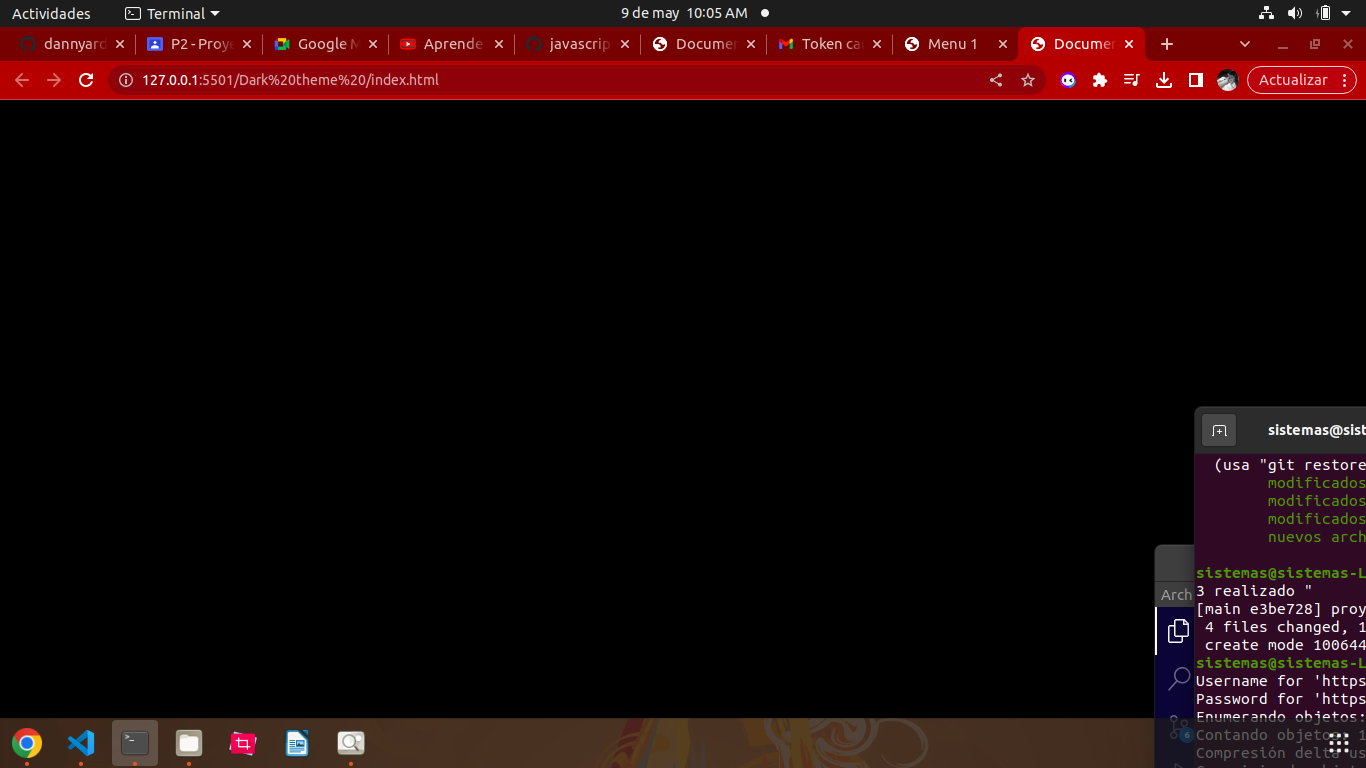 Actividades
Terminal
9 de may 10:05 AM
dannyard
P2 - Proye
Google M
Aprende
javascrip
Documen
Token ca
Menu 1
Documen
127.0.0.1:5501/Dark%20theme%20/index.html
Actualizar
sistemas@sist
(usa "git restore
modificados
modificados
modificados
nuevos arch
sistemas@sistemas-L
3 realizado "
[main e3be728] proy
4 files changed, 1
create mode 100644
sistemas@sistemas-L
Username for 'https
Password for 'https
Enumerando objetos:
Contando objetos: 1
Compresión delta us
Arch
6